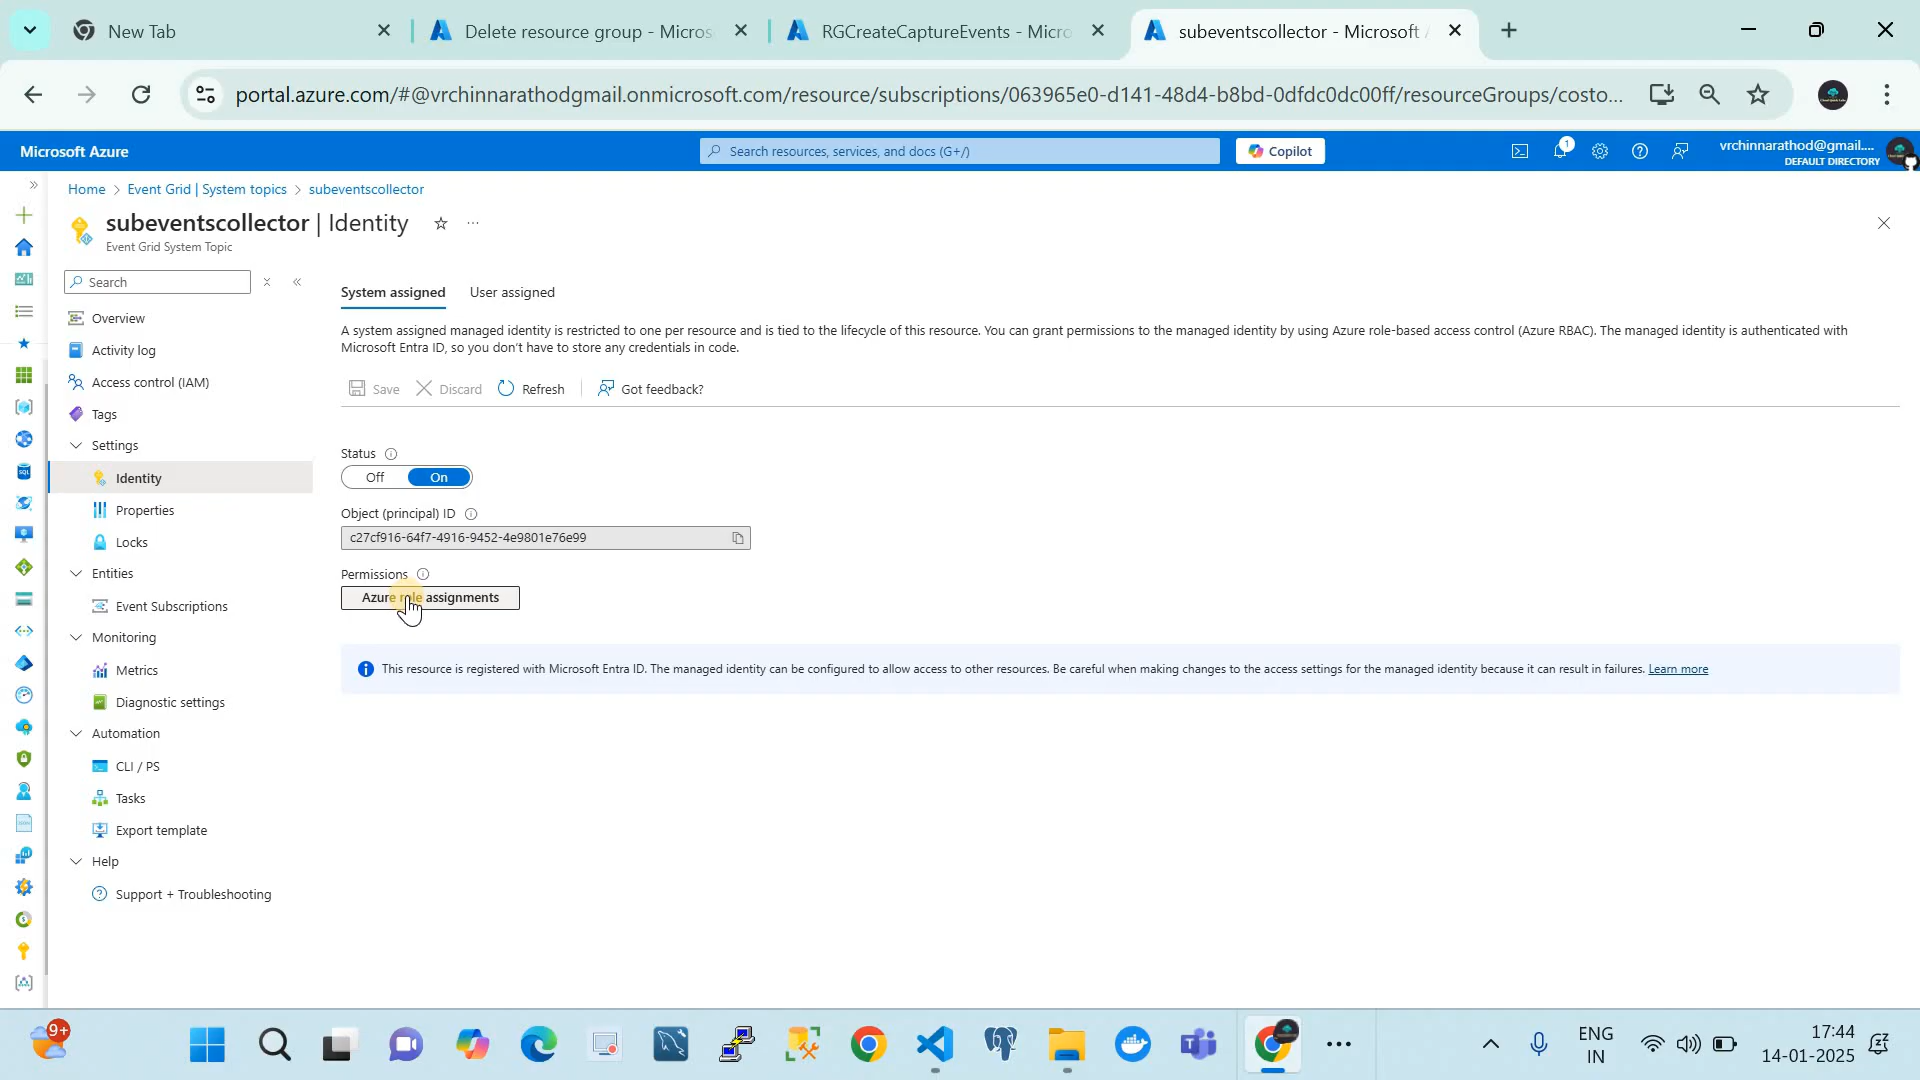 New Tab
Delete resource group - Micros
RGCreateCaptureEvents - Micro
subeventscollector - Microsoft A
portal.azure.com/#@vrchinnarathodgmail.onmicrosoft.com/resource/subscriptions/063965e0-d141-48d4-b8bd-0dfdc0dc00ff/resourceGroups/costo...
Microsoft Azure
Search resources, services, and docs (G+/)
Copilot
1
vrchinnarathod@gmail....
DEFAULT DIRECTORY
Home > Event Grid | System topics > subeventscollector
subeventscollector | Identity
Event Grid System Topic
Search
Overview
Activity log
Access control (IAM)
Tags
Settings
Identity
Properties
Locks
Entities
Event Subscriptions
Monitoring
Metrics
Diagnostic settings
Automation
CLI / PS
Tasks
Export template
Help
Support + Troubleshooting
System assigned
User assigned
A system assigned managed identity is restricted to one per resource and is tied to the lifecycle of this resource. You can grant permissions to the managed identity by using Azure role-based access control (Azure RBAC). The managed identity is authenticated with
Microsoft Entra ID, so you don't have to store any credentials in code.
Save
Discard
Refresh
Got feedback?
Status
Off
On
Object (principal) ID
c27cf916-64f7-4916-9452-4e9801e76e99
Permissions
Azure role assignments
This resource is registered with Microsoft Entra ID. The managed identity can be configured to allow access to other resources. Be careful when making changes to the access settings for the managed identity because it can result in failures. Learn more
9+
ENG
IN
17:44
14-01-2025